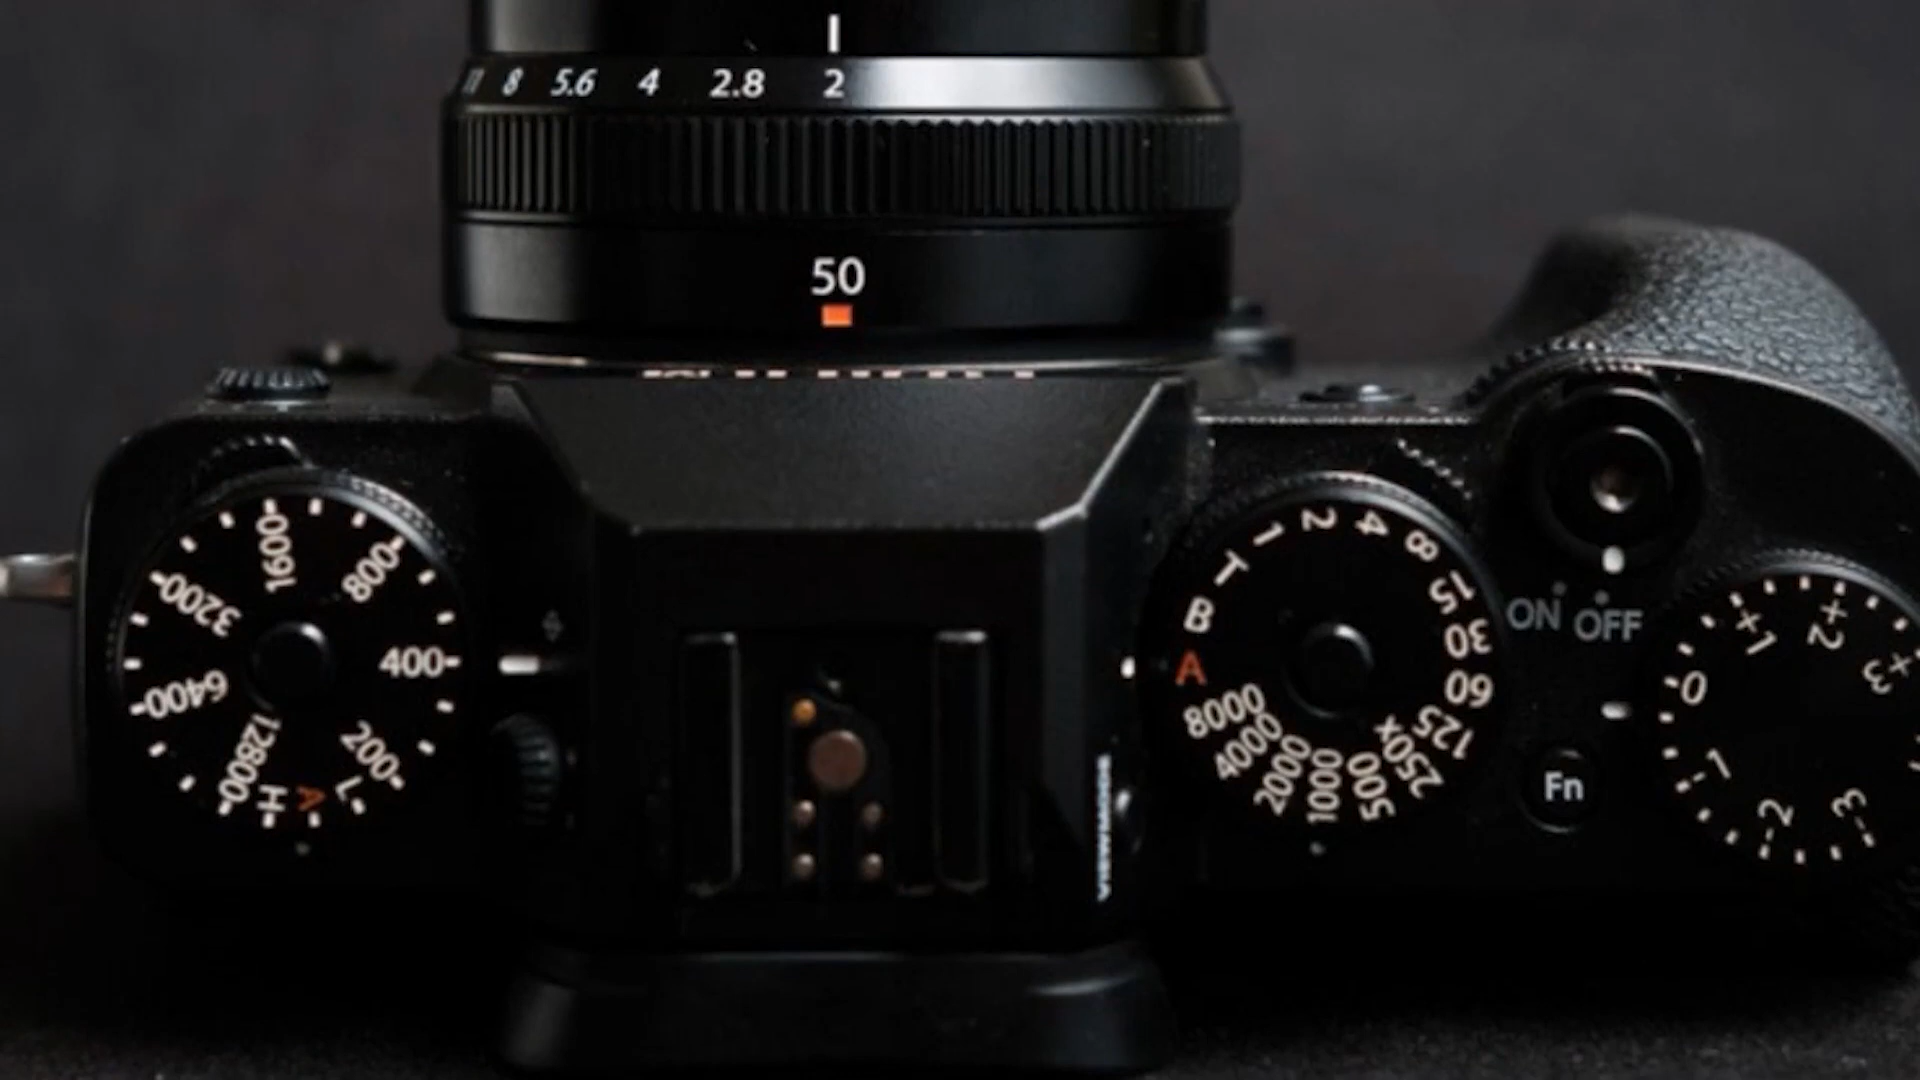 8 5.6 4 2.8 2
50
L 200 400 800 1600 3200 6400 12800 H A
A B T 1 2 4 8 15 30 60 125 250x 500 1000 2000 4000 8000
ON OFF
Fn
-3 -2 -1 0 +1 +2 +3